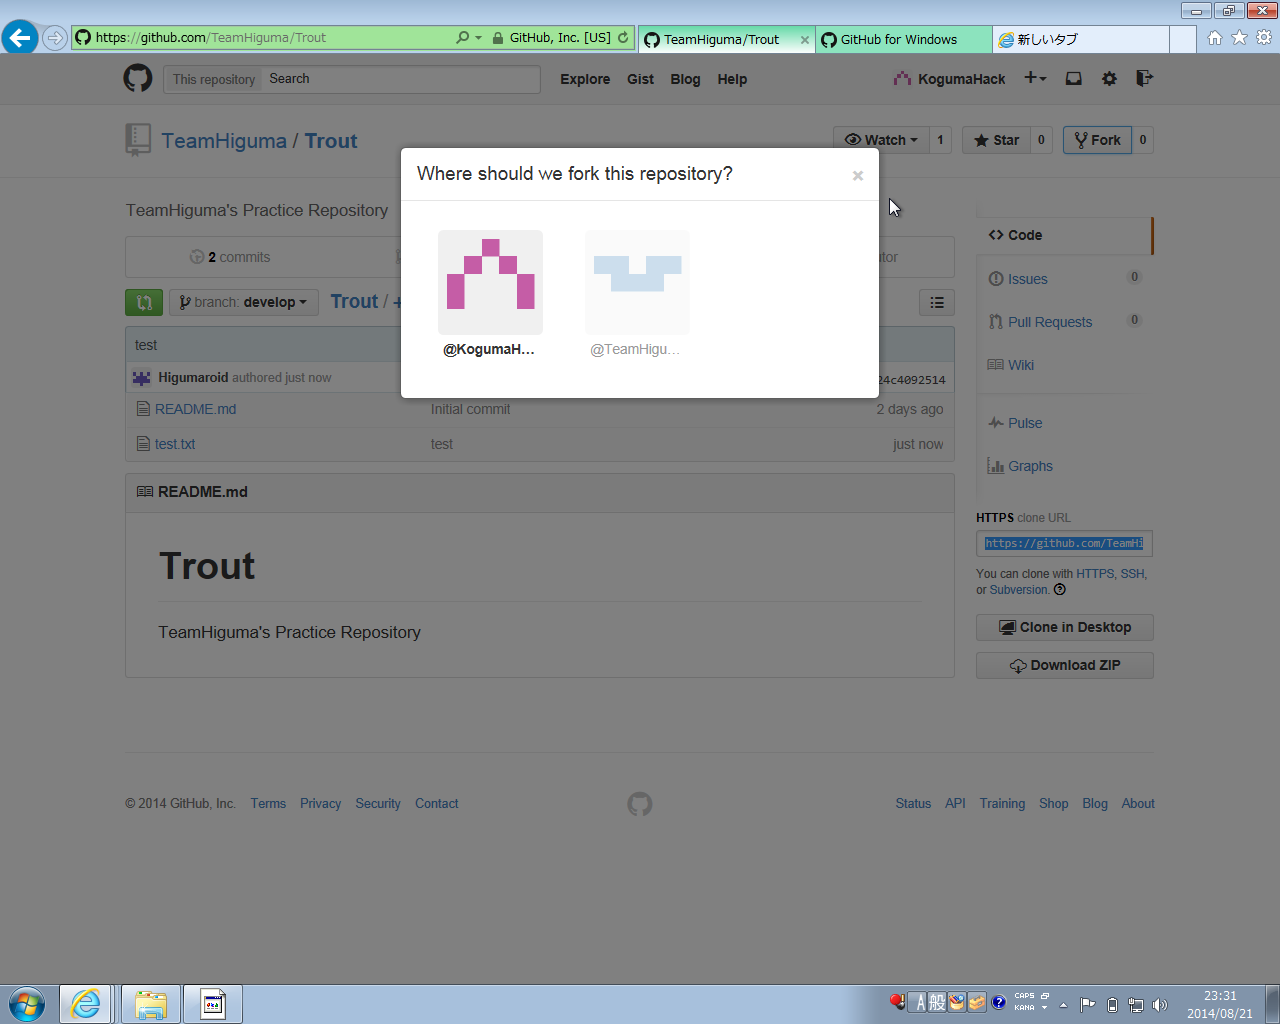 https://github.com/TeamHiguma/Trout
GitHub, Inc. [US]
TeamHiguma/Trout
GitHub for Windows
新しいタブ
This repository
Search
Explore
Gist
Blog
Help
KogumaHack
TeamHiguma / Trout
Watch
1
Star
0
Fork
0
Where should we fork this repository?
@KogumaH...
@TeamHigu...
TeamHiguma's Practice Repository
2 commits
branch: develop
Trout / +
test
Higumaroid authored just now
24c4092514
README.md
Initial commit
2 days ago
test.txt
test
just now
README.md
Trout
TeamHiguma's Practice Repository
Code
Issues
0
Pull Requests
0
Wiki
Pulse
Graphs
HTTPS clone URL
https://github.com/TeamHi
You can clone with HTTPS, SSH,
or Subversion.
Clone in Desktop
Download ZIP
© 2014 GitHub, Inc.
Terms
Privacy
Security
Contact
Status
API
Training
Shop
Blog
About
A 般
CAPS
KANA
23:31
2014/08/21